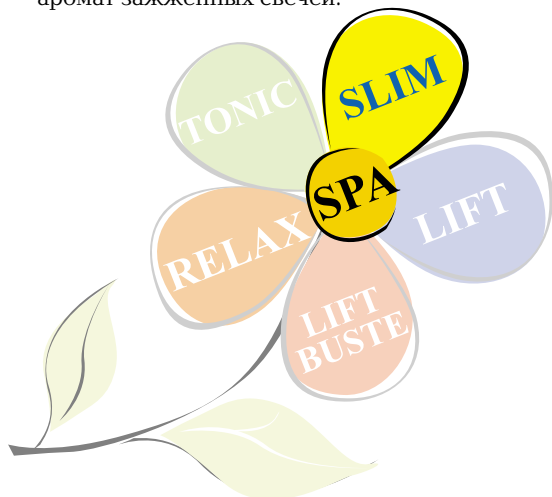 аромат зажженных свечей.
TONIC
SLIM
SPA
LIFT
RELAX
LIFT
BUSTE